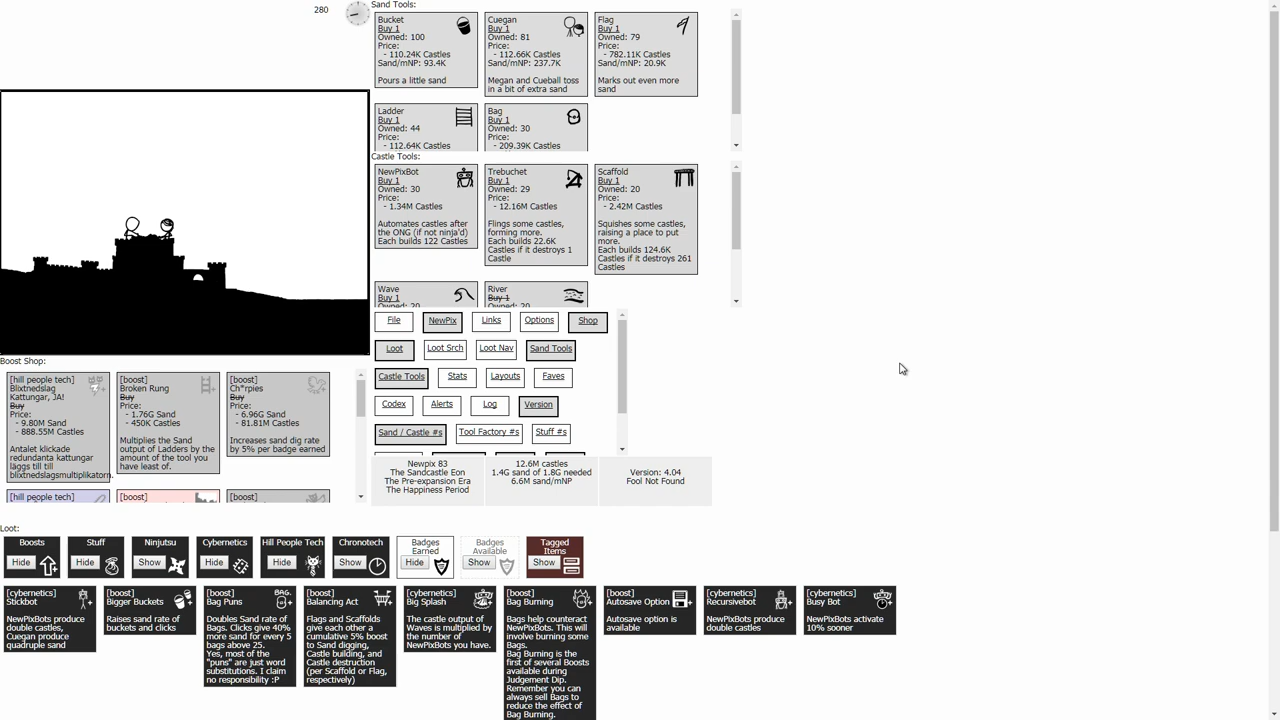 280
Sand Tools:
Bucket
Buy 1
Owned: 100
Price:
- 110.24K Castles
Sand/mNP: 93.4K
Pours a little sand
Cuegan
Buy 1
Owned: 81
Price:
- 112.66K Castles
Sand/mNP: 237.7K
Megan and Cueball toss
in a bit of extra sand
Flag
Buy 1
Owned: 79
Price:
- 782.11K Castles
Sand/mNP: 20.9K
Marks out even more
sand
Ladder
Buy 1
Owned: 44
Price:
- 112.64K Castles
Bag
Buy 1
Owned: 30
Price:
- 209.39K Castles
Castle Tools:
NewPixBot
Buy 1
Owned: 30
Price:
- 1.34M Castles
Automates castles after
the ONG (if not ninja'd)
Each builds 122 Castles
Trebuchet
Buy 1
Owned: 29
Price:
- 12.16M Castles
Flings some castles,
forming more.
Each builds 22.6K
Castles if it destroys 1
Castle
Scaffold
Buy 1
Owned: 20
Price:
- 2.42M Castles
Squishes some castles,
raising a place to put
more.
Each builds 124.6K
Castles if it destroys 261
Castles
Wave
Buy 1
Owned: 20
River
Buy 1
Owned: 20
File
NewPix
Links
Options
Shop
Loot
Loot Srch
Loot Nav
Sand Tools
Castle Tools
Stats
Layouts
Faves
Codex
Alerts
Log
Version
Sand / Castle #s
Tool Factory #s
Stuff #s
Newpix 83
The Sandcastle Eon
The Pre-expansion Era
The Happiness Period
12.6M castles
1.4G sand of 1.8G needed
6.6M sand/mNP
Version: 4.04
Fool Not Found
Boost Shop:
[hill people tech]
Blixtnedslag
Kattungar, JA!
Buy
Price:
- 9.80M Sand
- 888.55M Castles
Antalet klickade
redundanta kattungar
läggs till till
blixtnedslagsmultiplikatorn.
[boost]
Broken Rung
Buy
Price:
- 1.76G Sand
- 450K Castles
Multiplies the Sand
output of Ladders by the
amount of the tool you
have least of.
[boost]
Ch*rpies
Buy
Price:
- 6.96G Sand
- 81.81M Castles
Increases sand dig rate
by 5% per badge earned
[hill people tech]
[boost]
[boost]
Loot:
Boosts
Hide
Stuff
Hide
Ninjutsu
Show
Cybernetics
Hide
Hill People Tech
Hide
Chronotech
Show
Badges
Earned
Hide
Badges
Available
Show
Tagged
Items
Show
[cybernetics]
Stickbot
NewPixBots produce
double castles,
Cuegan produce
quadruple sand
[boost]
Bigger Buckets
Raises sand rate of
buckets and clicks
[boost]
Bag Puns
BAG.
Doubles Sand rate of
Bags. Clicks give 40%
more sand for every 5
bags above 25.
Yes, most of the
"puns" are just word
substitutions. I claim
no responsibility :P
[boost]
Balancing Act
Flags and Scaffolds
give each other a
cumulative 5% boost
to Sand digging,
Castle building, and
Castle destruction
(per Scaffold or Flag,
respectively)
[cybernetics]
Big Splash
The castle output of
Waves is multiplied by
the number of
NewPixBots you have.
[boost]
Bag Burning
Bags help counteract
NewPixBots. This will
involve burning some
Bags.
Bag Burning is the
first of several Boosts
available during
Judgement Dip.
Remember you can
always sell Bags to
reduce the effect of
Bag Burning.
[boost]
Autosave Option
Autosave option is
available
[cybernetics]
Recursivebot
NewPixBots produce
double castles
[cybernetics]
Busy Bot
NewPixBots activate
10% sooner